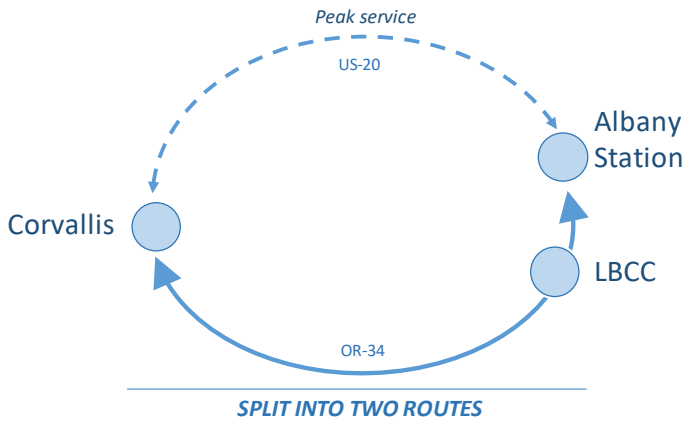 Peak service
US-20
Albany
Station
Corvallis
LBCC
OR-34
SPLIT INTO TWO ROUTES